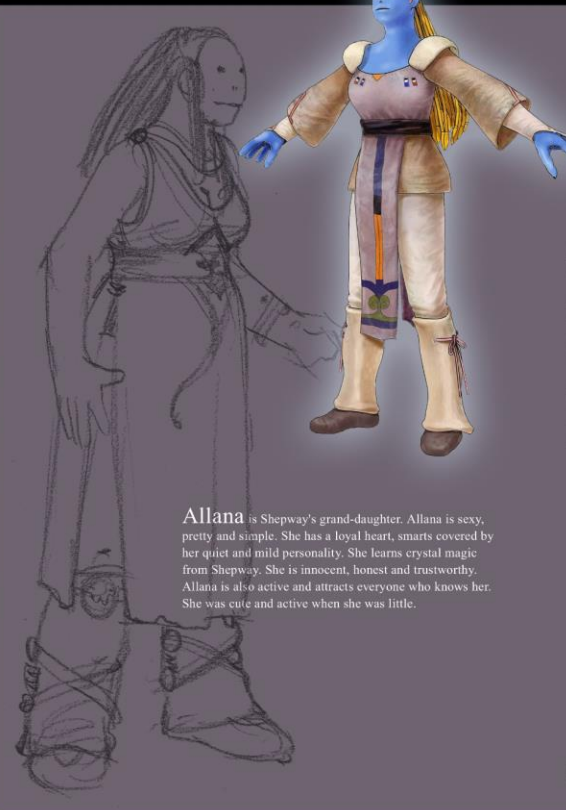 Allana is Shepway's grand-daughter. Allana is sexy,
pretty and simple. She has a loyal heart, smarts covered by
her quiet and mild personality. She learns crystal magic
from Shepway. She is innocent, honest and trustworthy.
Allana is also active and attracts everyone who knows her.
She was cute and active when she was little.